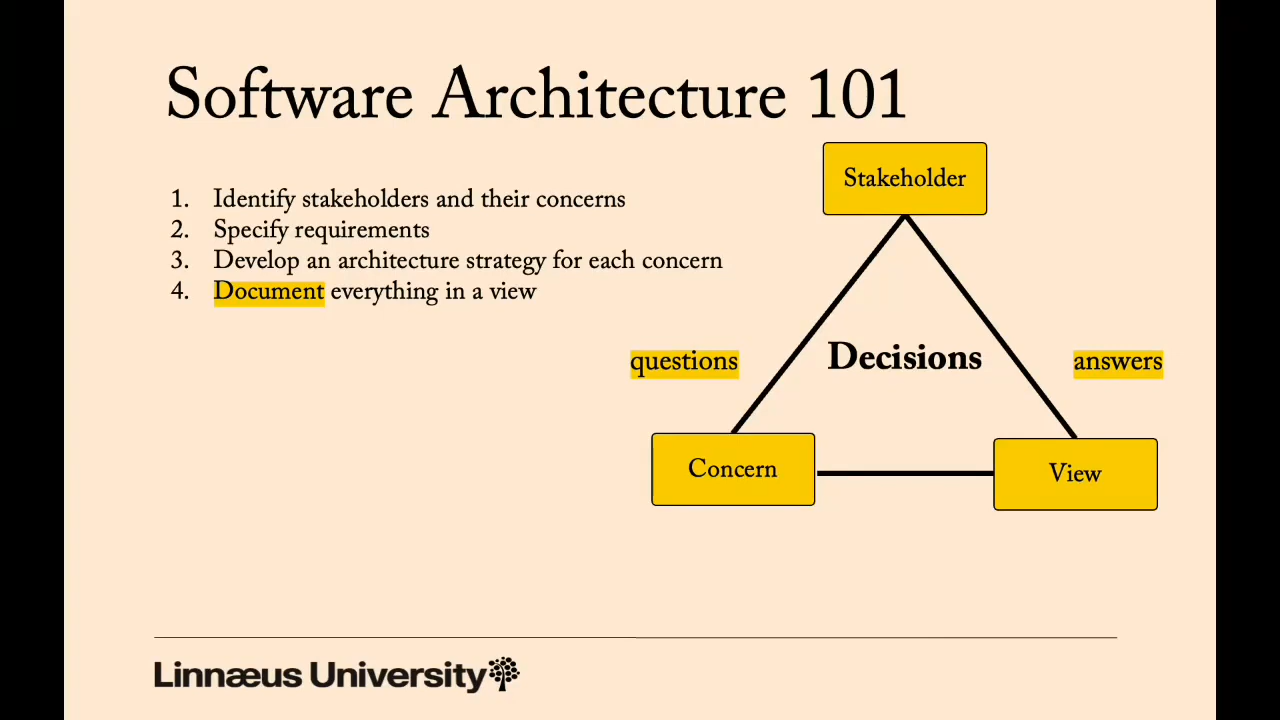 Software Architecture 101
1. Identify stakeholders and their concerns
2. Specify requirements
3. Develop an architecture strategy for each concern
4. Document everything in a view
Stakeholder
questions
Decisions
answers
Concern
View
Linnæus University